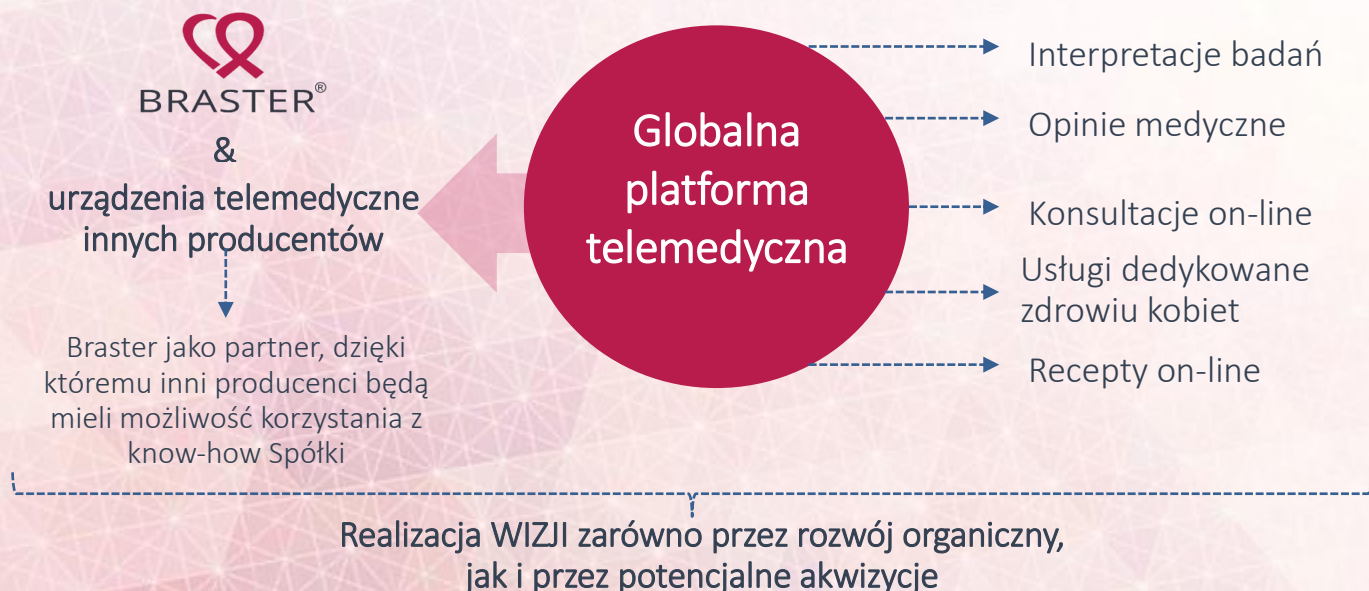 BRASTER®
&
urządzenia telemedyczne
innych producentów
Braster jako partner, dzięki
któremu inni producenci będą
mieli możliwość korzystania z
know-how Spółki
Globalna
platforma
telemedyczna
Interpretacje badań
Opinie medyczne
Konsultacje on-line
Usługi dedykowane
zdrowiu kobiet
Recepty on-line
Realizacja WIZJI zarówno przez rozwój organiczny,
jak i przez potencjalne akwizycje